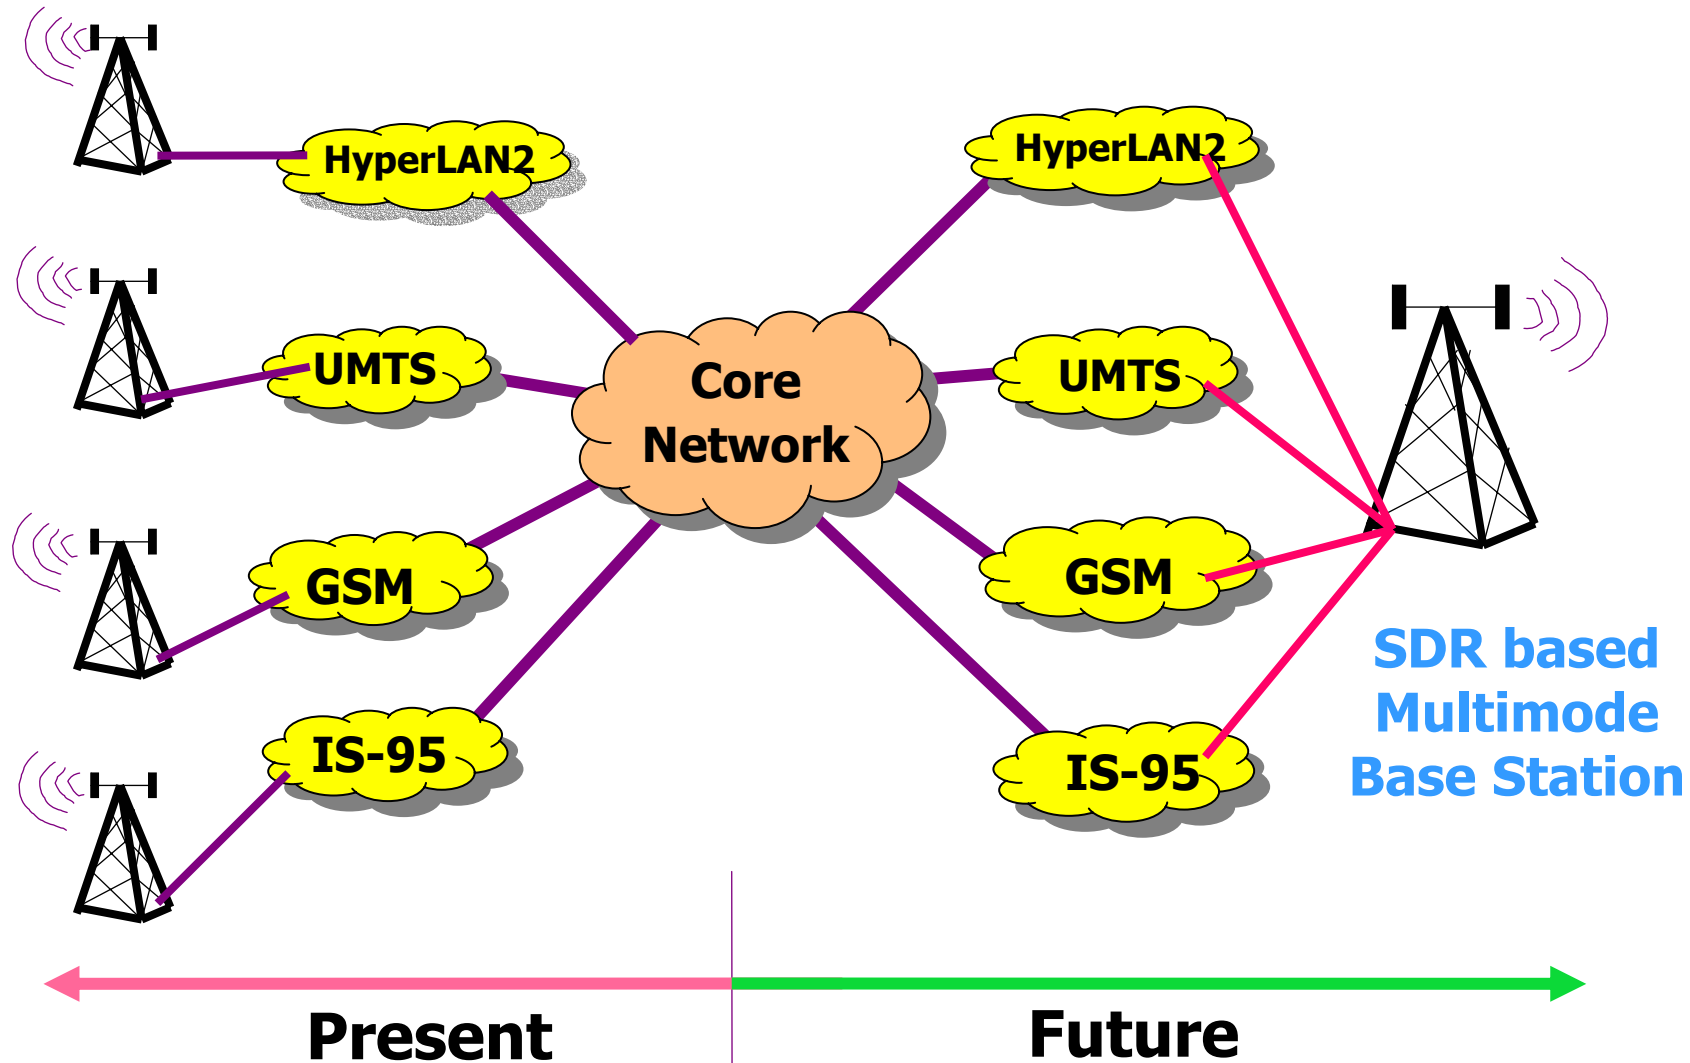 HyperLAN2
UMTS
GSM
IS-95
Core
Network
HyperLAN2
UMTS
GSM
IS-95
SDR based
Multimode
Base Station
Present
Future